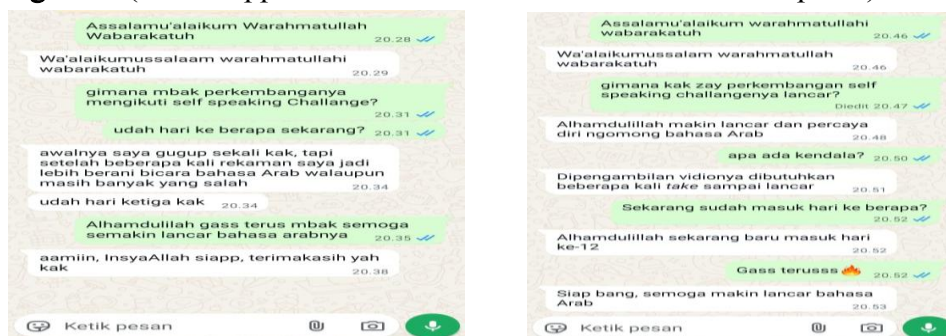 Assalamu'alaikum Warahmatullah
Wabarakatuh
20.28
Wa'alaikumussalaam warahmatullahi
wabarakatuh
20.29
gimana mbak perkembanganya
mengikuti self speaking Challange?
20.31
udah hari ke berapa sekarang? 20.31
awalnya saya gugup sekali kak, tapi
setelah beberapa kali rekaman saya jadi
lebih berani bicara bahasa Arab walaupun
masih banyak yang salah 20.34
udah hari ketiga kak 20.34
Alhamdulilah gass terus mbak semoga
semakin lancar bahasa arabnya 20.35
aamiin, InsyaAllah siapp, terimakasih yah
kak 20.38
Ketik pesan
Assalamu'alaikum warahmatullahi
wabarakatuh 20.46
Wa'alaikumussalam warahmatullah
wabarakatuh 20.46
gimana kak zay perkembangan self
speaking challangenya lancar?
Diedit 20.47
Alhamdulillah makin lancar dan percaya
diri ngomong bahasa Arab 20.48
apa ada kendala? 20.50
Dipengambilan vidionya dibutuhkan
beberapa kali take sampai lancar 20.51
Sekarang sudah masuk hari ke berapa?
20.52
Alhamdulillah sekarang baru masuk hari
ke-12 20.52
Gass terusss🔥 20.52
Siap bang, semoga makin lancar bahasa
Arab 20.53
Ketik pesan